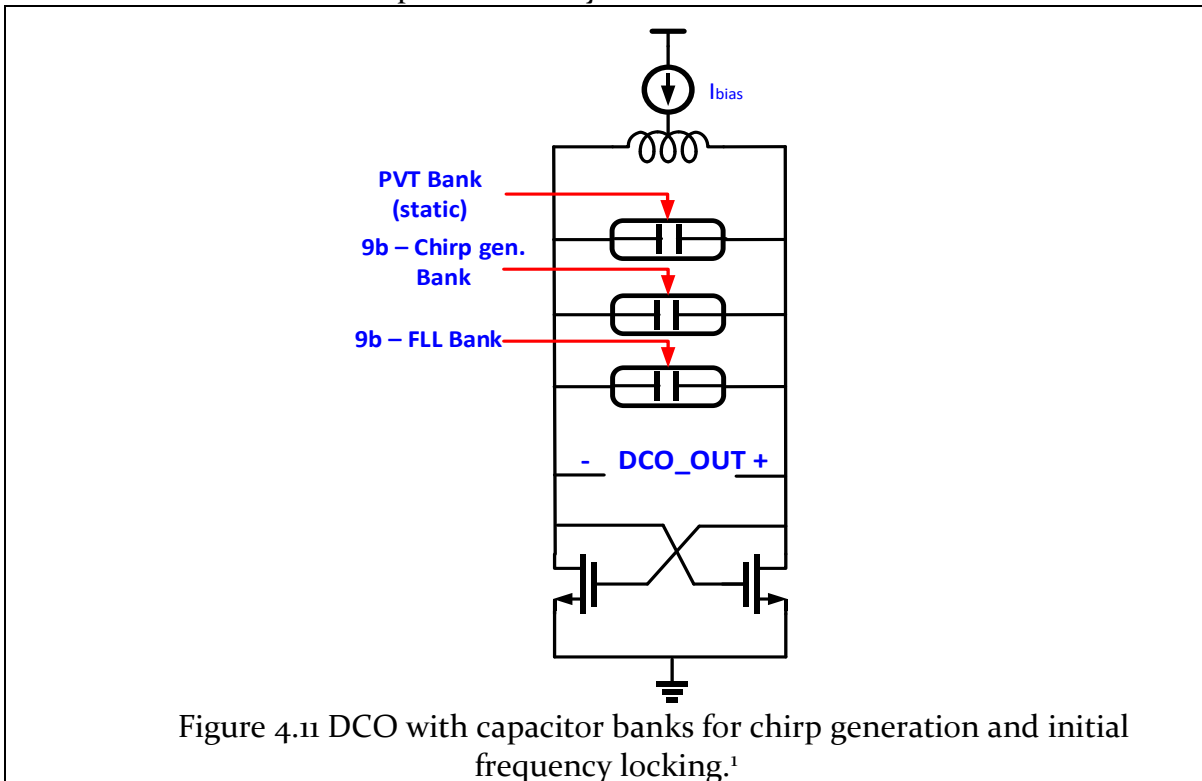 Ibias
PVT Bank
(static)
9b – Chirp gen.
Bank
9b – FLL Bank
- DCO_OUT +
Figure 4.11 DCO with capacitor banks for chirp generation and initial
frequency locking.¹